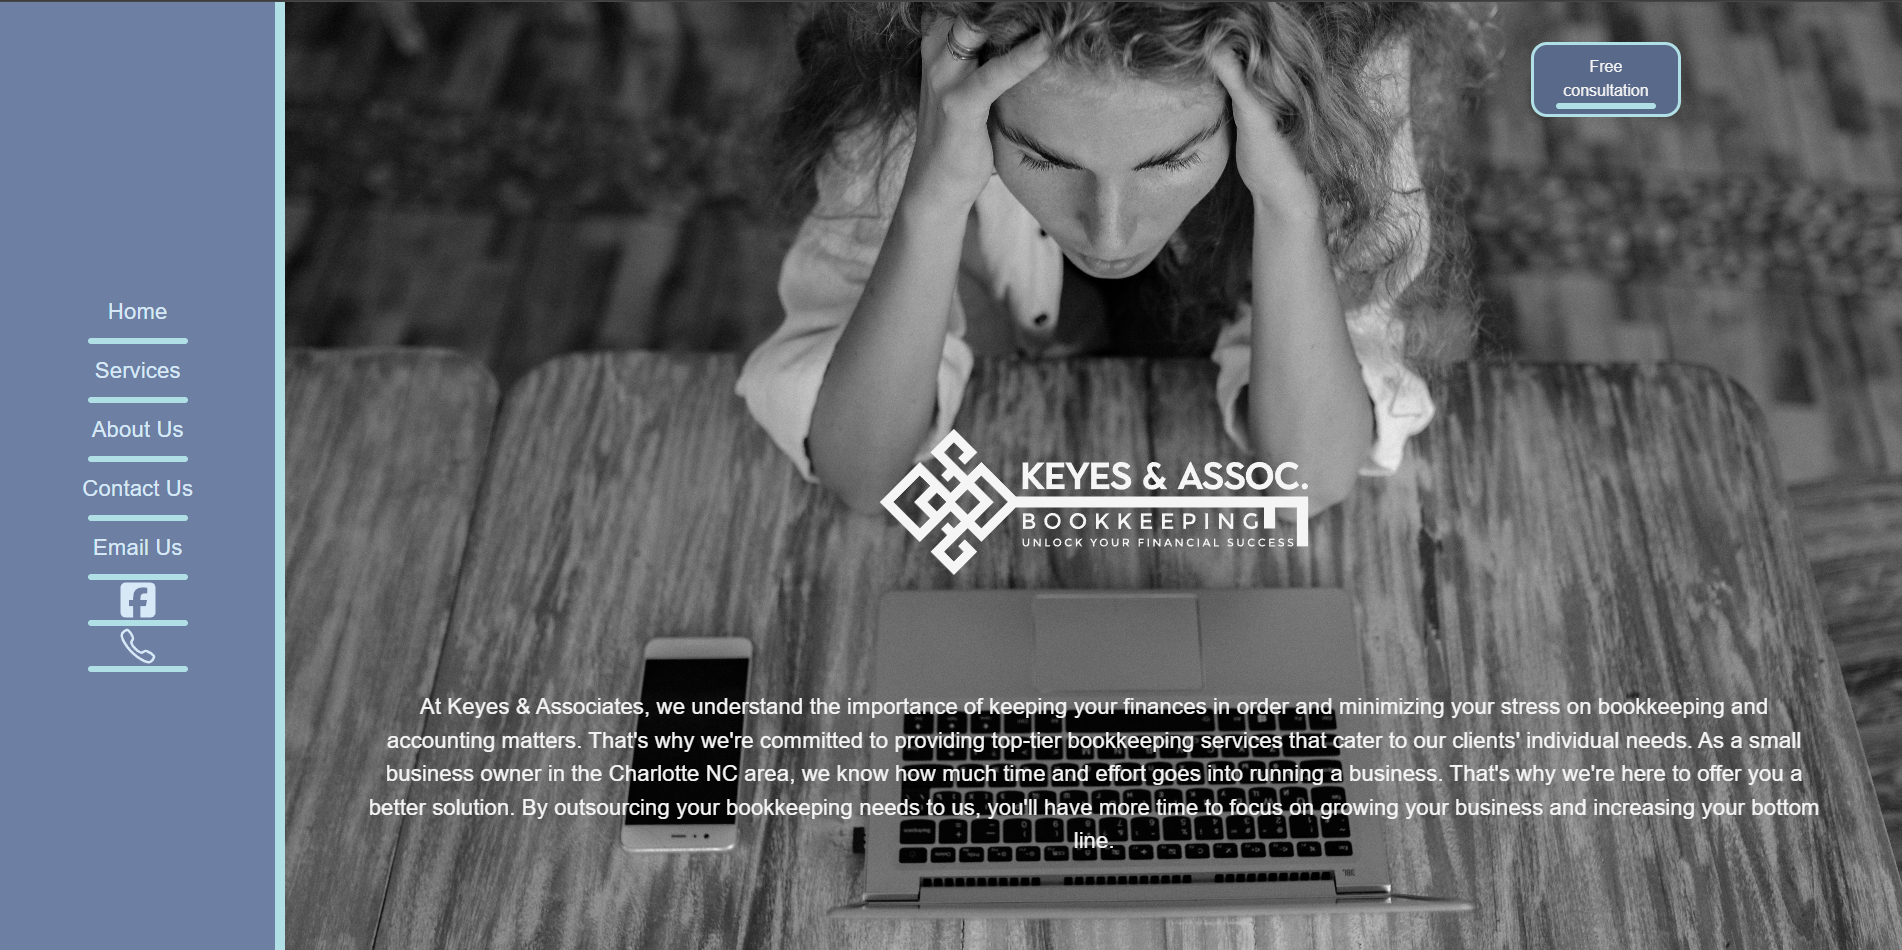 Home
Services
About Us
Contact Us
Email Us
Free
consultation
KEYES & ASSOC.
BOOKKEEPING
UNLOCK YOUR FINANCIAL SUCCESS
At Keyes & Associates, we understand the importance of keeping your finances in order and minimizing your stress on bookkeeping and
accounting matters. That's why we're committed to providing top-tier bookkeeping services that cater to our clients' individual needs. As a small
business owner in the Charlotte NC area, we know how much time and effort goes into running a business. That's why we're here to offer you a
better solution. By outsourcing your bookkeeping needs to us, you'll have more time to focus on growing your business and increasing your bottom
line.